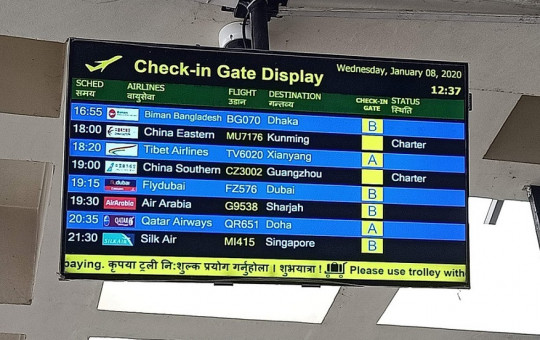 Check-in Gate Display
Wednesday, January 08, 2020
12:37
SCHED AIRLINES FLIGHT DESTINATION CHECK-IN GATE STATUS
समय वायुसेवा उडान गन्तव्य स्थिति
16:55 Biman Bangladesh BG070 Dhaka B
18:00 China Eastern MU7176 Kunming Charter
18:20 Tibet Airlines TV6020 Xianyang A
19:00 China Southern CZ3002 Guangzhou Charter
19:15 flydubai Flydubai FZ576 Dubai B
19:30 AirArabia Air Arabia G9538 Sharjah B
20:35 QATAR Qatar Airways QR651 Doha A
21:30 SILKAIR Silk Air MI415 Singapore B
paying. कृपया ट्रली नि:शुल्क प्रयोग गर्नुहोला । शुभयात्रा ! Please use trolley with